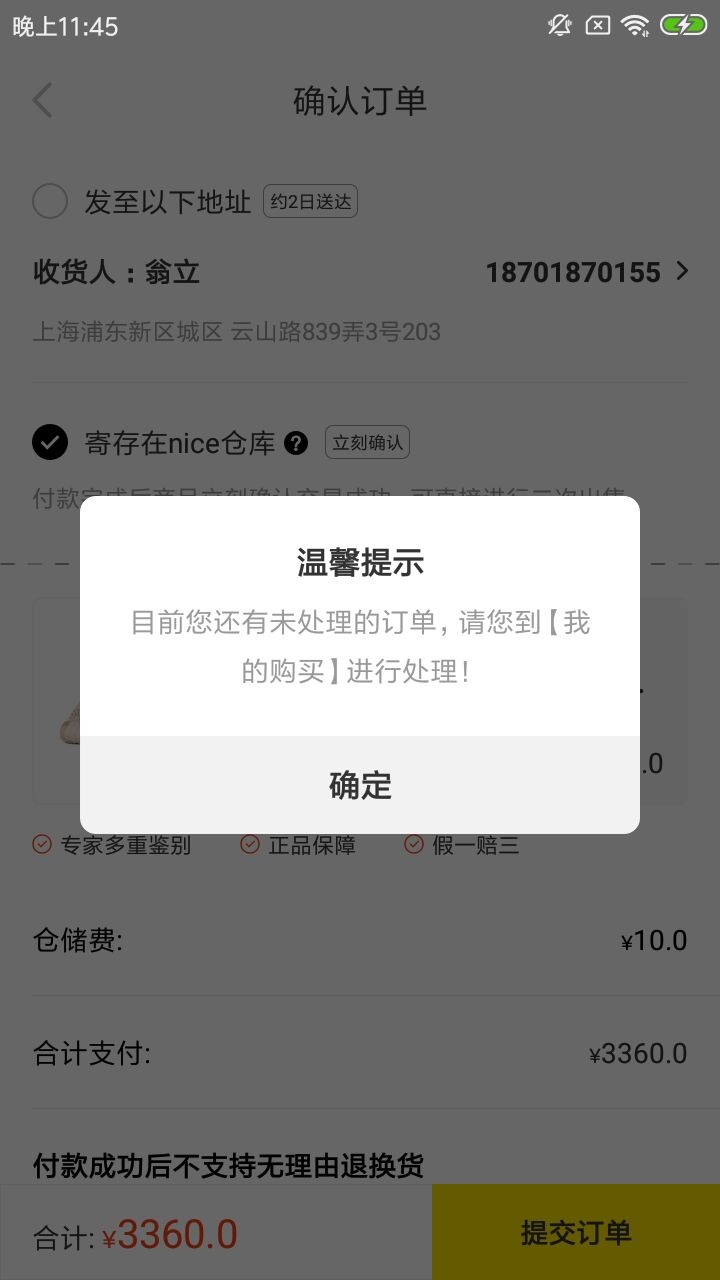 晚上11:45
确认订单
发至以下地址 约2日送达
收货人：翁立 18701870155
上海浦东新区城区 云山路839弄3号203
寄存在nice仓库 ? 立刻确认
温馨提示
目前您还有未处理的订单，请您到【我
的购买】进行处理！
.0
确定
专家多重鉴别 正品保障 假一赔三
仓储费: ¥10.0
合计支付: ¥3360.0
付款成功后不支持无理由退换货
合计: ¥3360.0 提交订单